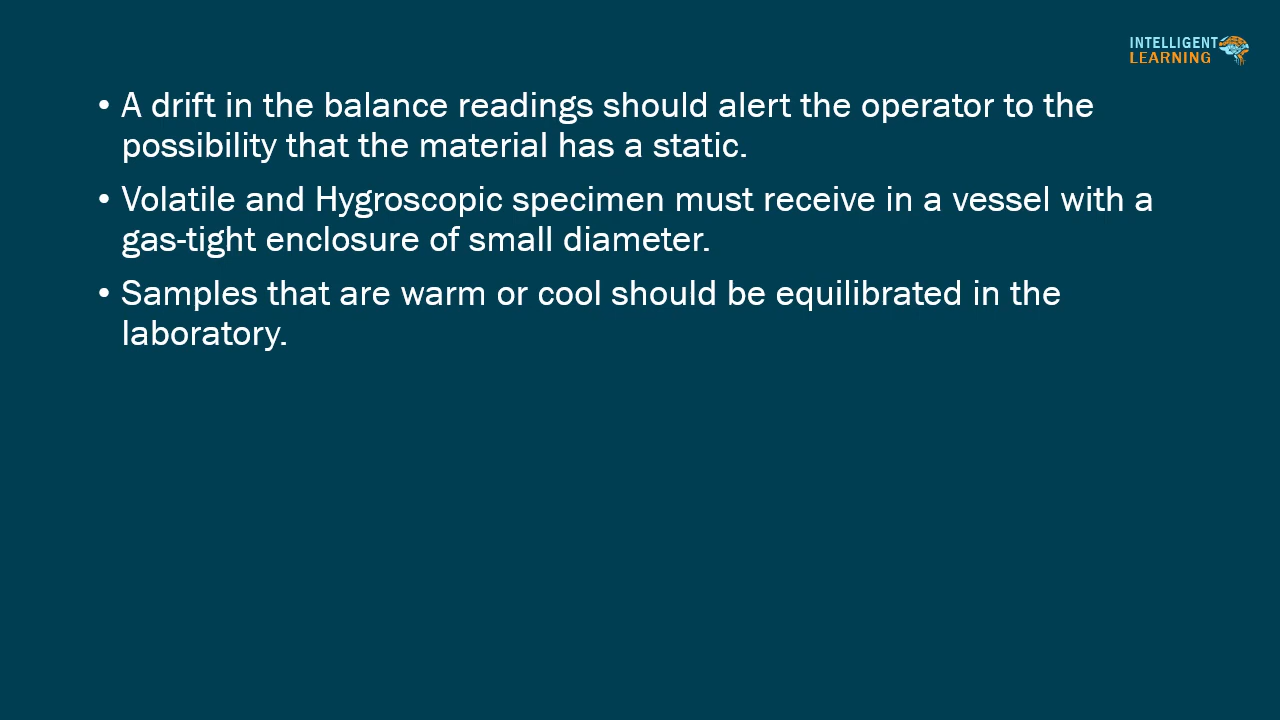 INTELLIGENT
LEARNING
• A drift in the balance readings should alert the operator to the
possibility that the material has a static.
• Volatile and Hygroscopic specimen must receive in a vessel with a
gas-tight enclosure of small diameter.
• Samples that are warm or cool should be equilibrated in the
laboratory.